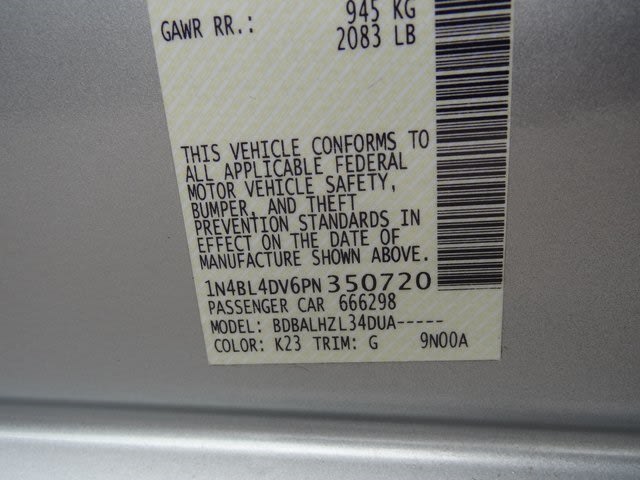 GAWR RR.: 945 KG
2083 LB
THIS VEHICLE CONFORMS TO
ALL APPLICABLE FEDERAL
MOTOR VEHICLE SAFETY,
BUMPER, AND THEFT
PREVENTION STANDARDS IN
EFFECT ON THE DATE OF
MANUFACTURE SHOWN ABOVE.
1N4BL4DV6PN350720
PASSENGER CAR 666298
MODEL: BDBALHZL34DUA-----
COLOR: K23 TRIM: G 9N00A